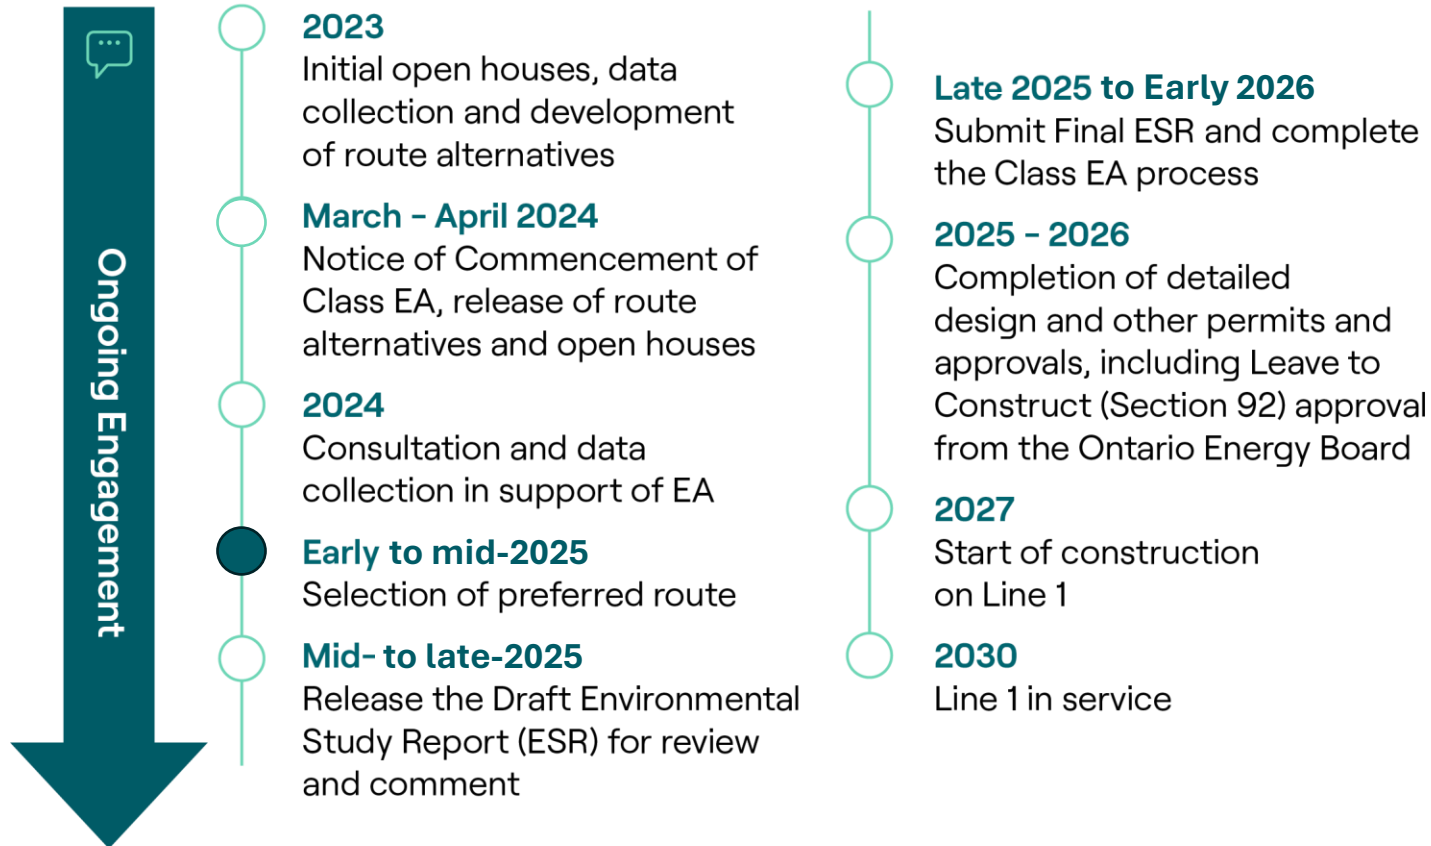 Ongoing Engagement
2023
Initial open houses, data
collection and development
of route alternatives
March – April 2024
Notice of Commencement of
Class EA, release of route
alternatives and open houses
2024
Consultation and data
collection in support of EA
Early to mid-2025
Selection of preferred route
Mid- to late-2025
Release the Draft Environmental
Study Report (ESR) for review
and comment
Late 2025 to Early 2026
Submit Final ESR and complete
the Class EA process
2025 – 2026
Completion of detailed
design and other permits and
approvals, including Leave to
Construct (Section 92) approval
from the Ontario Energy Board
2027
Start of construction
on Line 1
2030
Line 1 in service